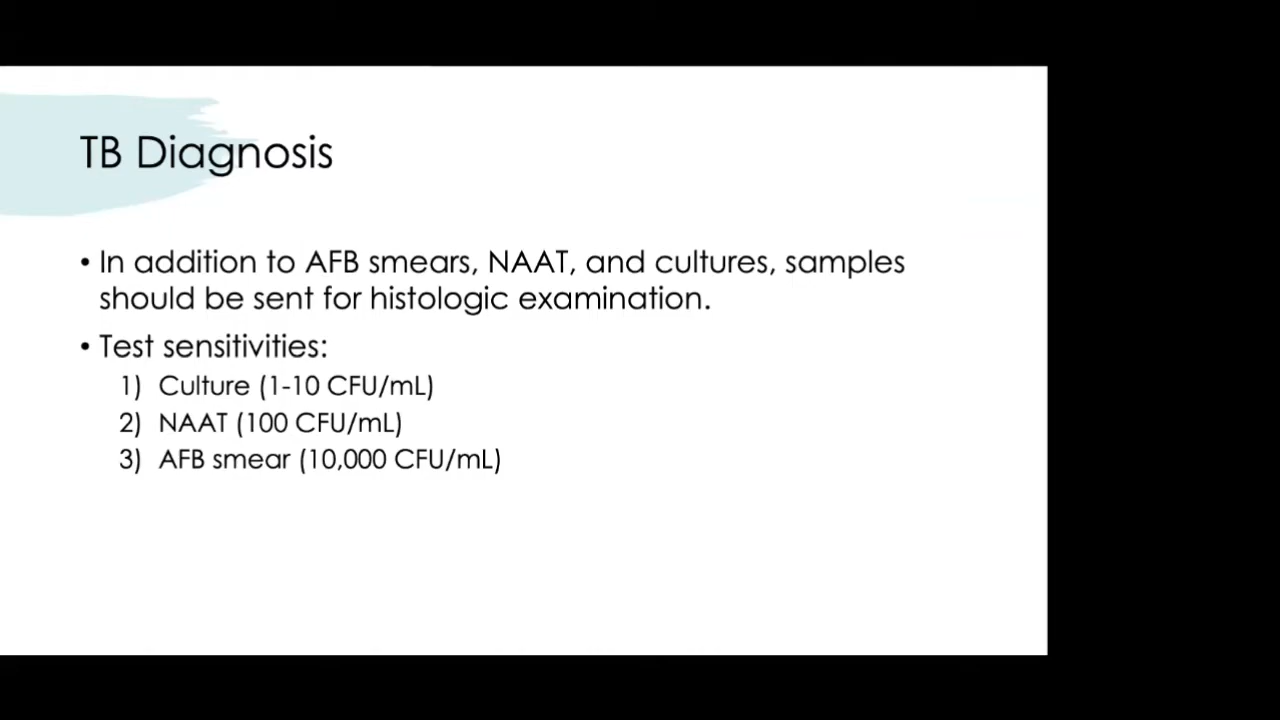 TB Diagnosis
• In addition to AFB smears, NAAT, and cultures, samples
should be sent for histologic examination.
• Test sensitivities:
1) Culture (1-10 CFU/mL)
2) NAAT (100 CFU/mL)
3) AFB smear (10,000 CFU/mL)